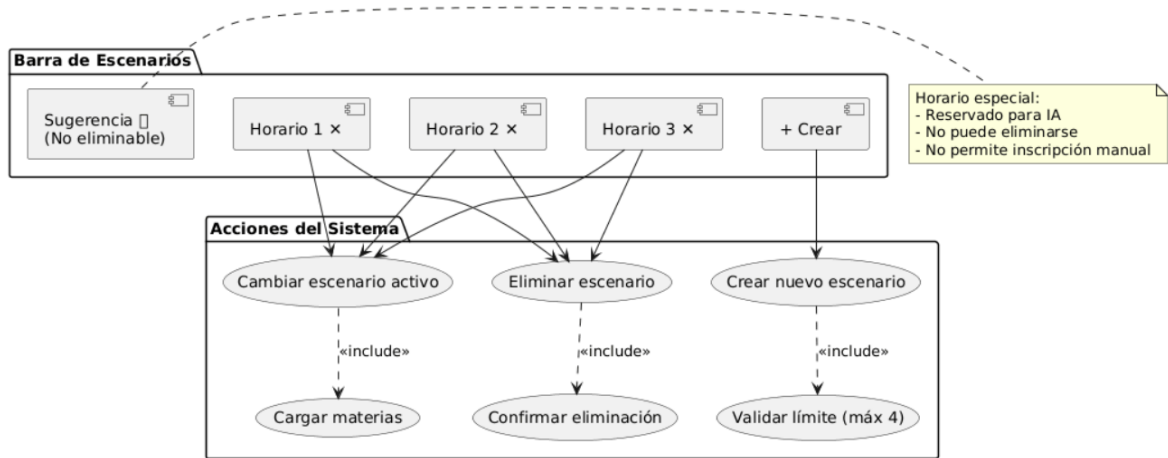 Barra de Escenarios
Sugerencia ▯
(No eliminable)
Horario 1 ✕
Horario 2 ✕
Horario 3 ✕
+ Crear
Horario especial:
- Reservado para IA
- No puede eliminarse
- No permite inscripción manual
Acciones del Sistema
Cambiar escenario activo
Eliminar escenario
Crear nuevo escenario
«include»
«include»
«include»
Cargar materias
Confirmar eliminación
Validar límite (máx 4)